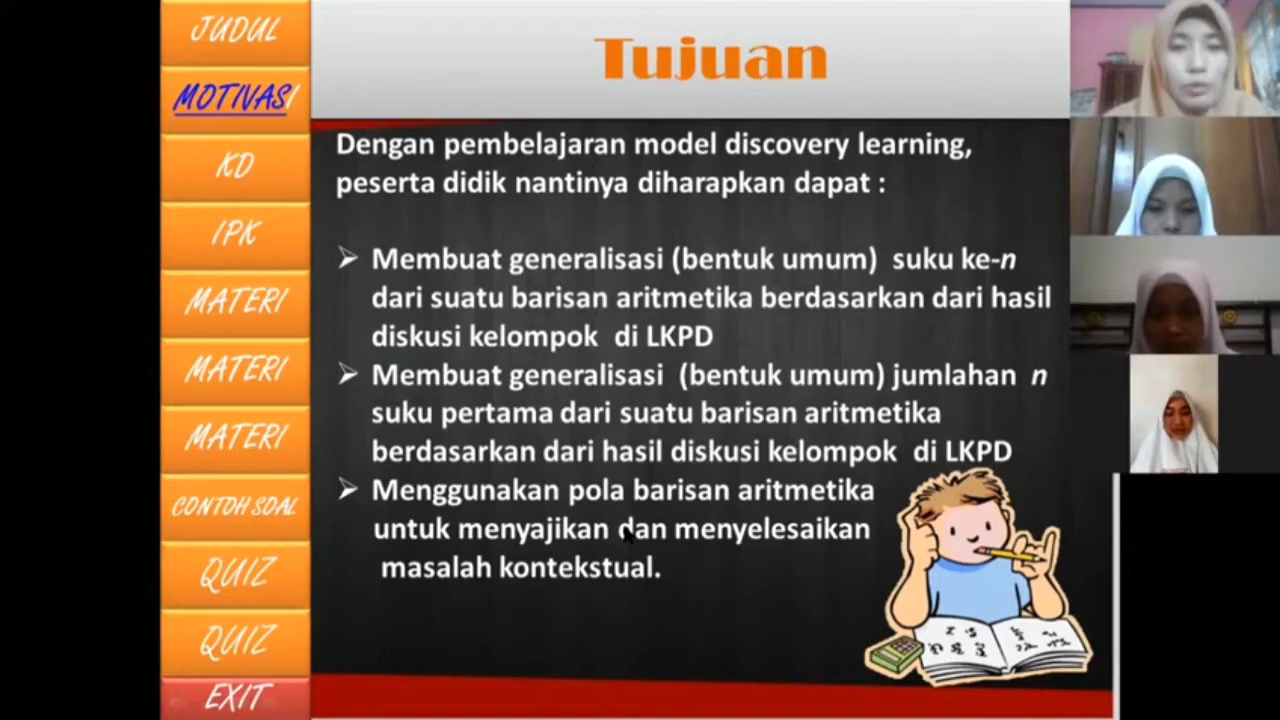 JUDUL
MOTIVASI
KD
IPK
MATERI
MATERI
MATERI
CONTOH SOAL
QUIZ
QUIZ
EXIT
Tujuan
Dengan pembelajaran model discovery learning,
peserta didik nantinya diharapkan dapat :
➢ Membuat generalisasi (bentuk umum) suku ke-n
dari suatu barisan aritmetika berdasarkan dari hasil
diskusi kelompok di LKPD
➢ Membuat generalisasi (bentuk umum) jumlahan n
suku pertama dari suatu barisan aritmetika
berdasarkan dari hasil diskusi kelompok di LKPD
➢ Menggunakan pola barisan aritmetika
untuk menyajikan dan menyelesaikan
masalah kontekstual.